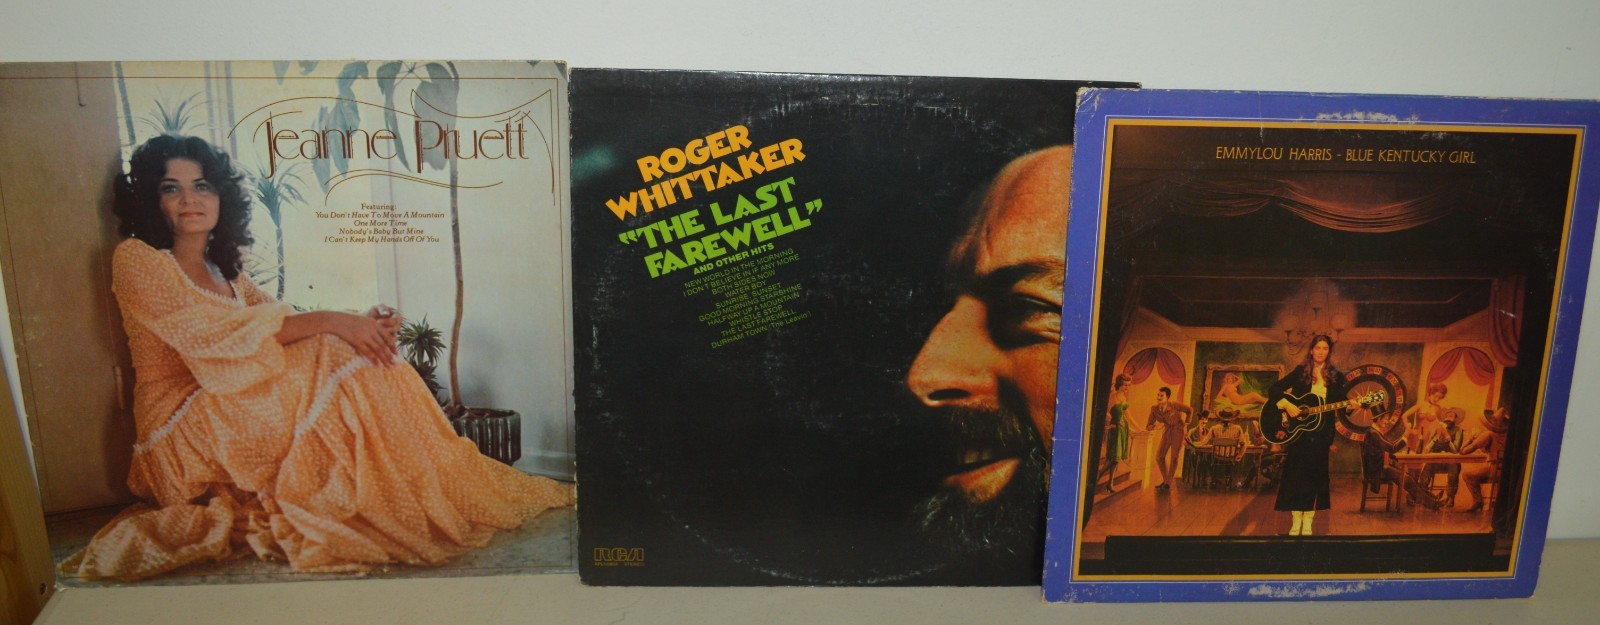 Jeanne Pruett
Featuring:
You Don't Have To Move A Mountain
One More Time
Nobody's Baby But Mine
I Can't Keep My Hands Off Of You
ROGER
WHITTAKER
"THE LAST
FAREWELL"
AND OTHER HITS
NEW WORLD IN THE MORNING
I DON'T BELIEVE IN IF ANY MORE
BOTH SIDES NOW
WATER BOY
SUNRISE SUNSET
GOOD MORNING STARSHINE
HALFWAY UP A MOUNTAIN
WHISTLE STOP
THE LAST FAREWELL
DURHAM TOWN (The Leavin')
RCA
STEREO
EMMYLOU HARRIS - BLUE KENTUCKY GIRL